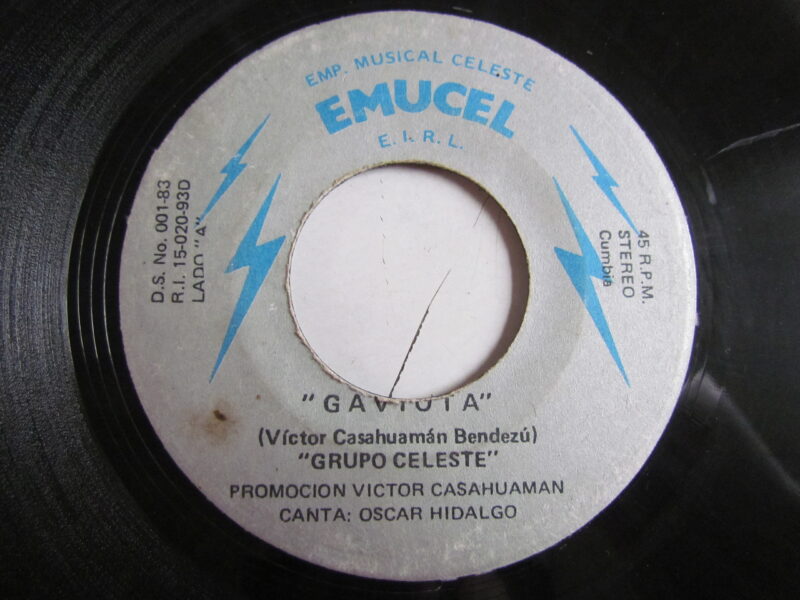 EMP. MUSICAL CELESTE
EMUCEL
E. I. R. L.
D.S. No. 001-83
R.I. 15-020-93D
LADO "A"
45 R.P.M.
STEREO
Cumbia
"GAVIOTA"
(Víctor Casahuamán Bendezú)
"GRUPO CELESTE"
PROMOCION VICTOR CASAHUAMAN
CANTA: OSCAR HIDALGO